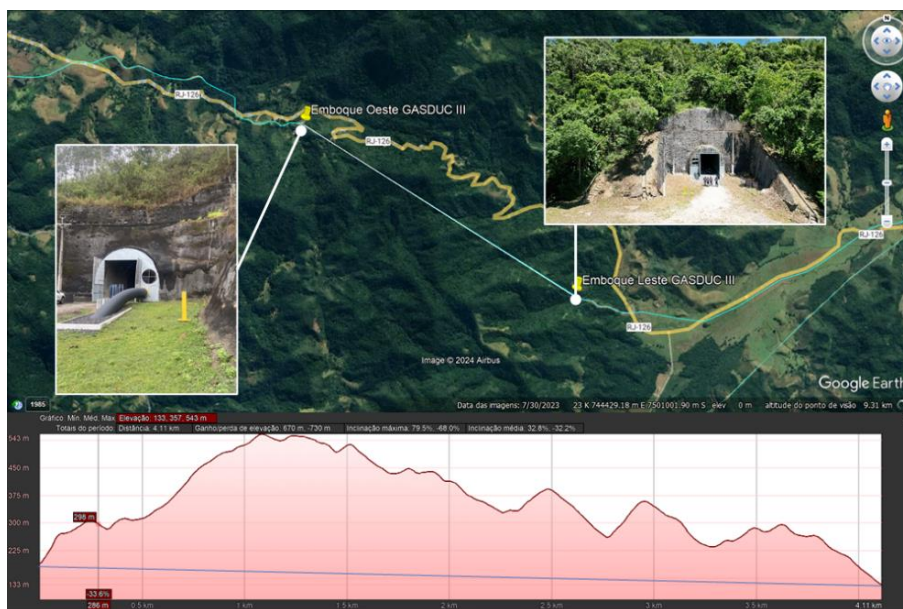 RJ-126
Emboque Oeste GASDUC III
RJ-126
RJ-126
Emboque Leste GASDUC III
RJ-126
Image © 2024 Airbus
Google Earth
1985
Data das imagens: 7/30/2023 23 K 744429.18 m E 7501001.90 m S elev 0 m altitude do ponto de visão 9.31 km
Gráfico: Mín, Méd, Máx Elevação: 133, 357, 543 m
Totais do período: Distância: 4.11 km Ganho/perda de elevação: 670 m, -730 m Inclinação máxima: 79.5%, -68.0% Inclinação média: 32.8%, -32.2%
543 m
450 m
375 m
300 m
225 m
133 m
298 m
-33.6%
286 m 0.5 km 1 km 1.5 km 2 km 2.5 km 3 km 3.5 km 4.11 km